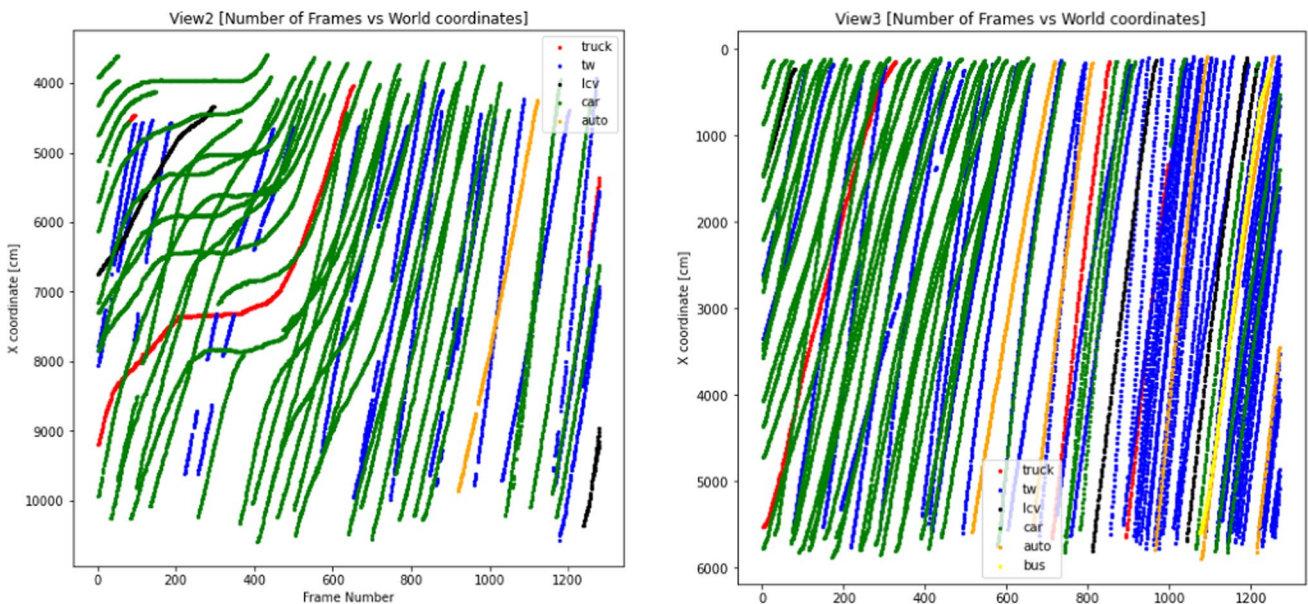 View2 [Number of Frames vs World coordinates]
truck
tw
lcv
car
auto
4000
5000
6000
7000
8000
9000
10000
X coordinate [cm]
0
200
400
600
800
1000
1200
Frame Number
View3 [Number of Frames vs World coordinates]
0
1000
2000
3000
4000
5000
6000
X coordinate [cm]
truck
tw
lcv
car
auto
bus
0
200
400
600
800
1000
1200